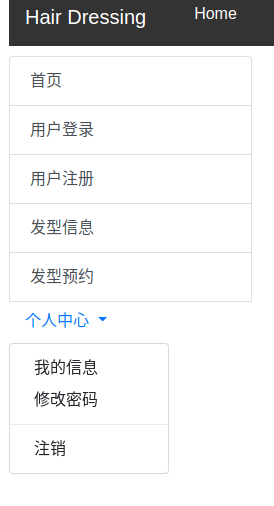 Hair Dressing Home
首页
用户登录
用户注册
发型信息
发型预约
个人中心
我的信息
修改密码
注销